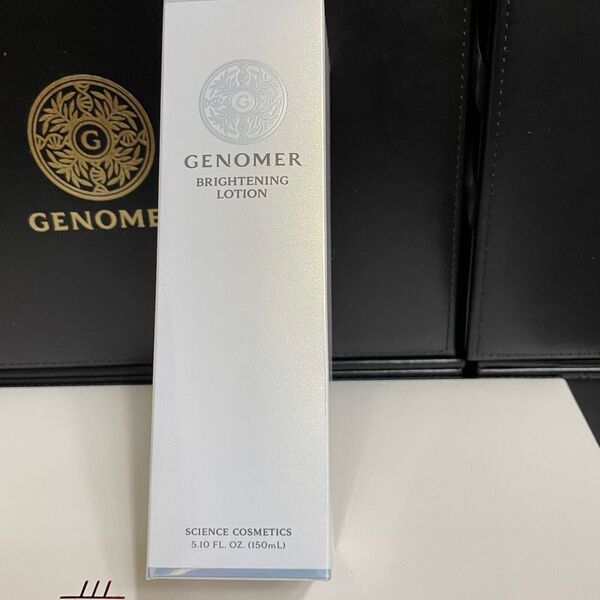 G
GENOMER
BRIGHTENING
LOTION
SCIENCE COSMETICS
5.10 FL. OZ. (150mL)
G
GENOME